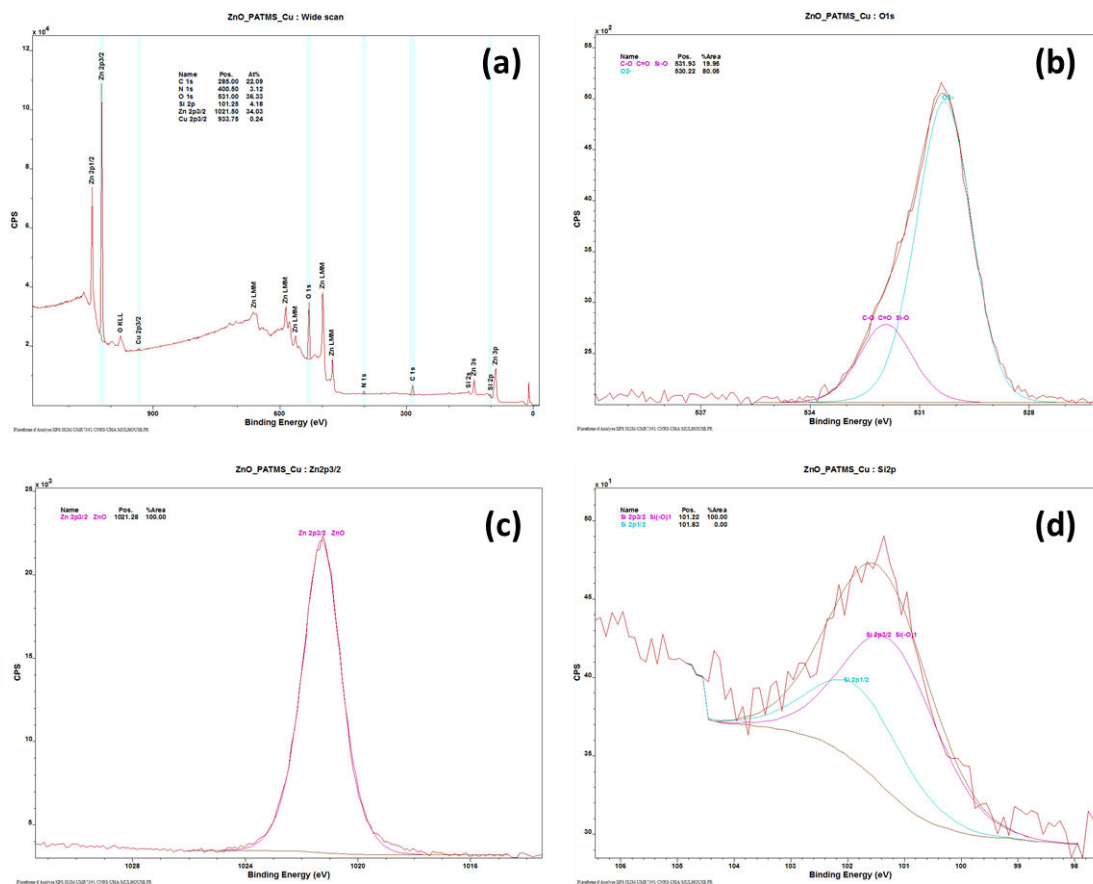 ZnO_PATMS_Cu : Wide scan
(a)
x 10^4
12
10
8
6
4
2
CPS
Name Pos. At%
C 1s 285.00 22.09
N 1s 400.50 3.12
O 1s 531.00 36.33
Si 2p 101.25 4.18
Zn 2p3/2 1021.50 34.03
Cu 2p3/2 933.75 0.24
Zn 2p1/2
Zn 2p3/2
O KLL
Cu 2p3/2
Zn LMM
Zn LMM
Zn LMM
O 1s
Zn LMM
Zn LMM
N 1s
C 1s
Si 2s
Zn 3s
Si 2p
Zn 3p
900 600 300 0
Binding Energy (eV)
ZnO_PATMS_Cu : O1s
(b)
x 10^2
55
50
45
40
35
30
25
CPS
Name Pos. %Area
C-O C=O Si-O 531.93 19.95
O2- 530.22 80.05
O2-
C-O C=O Si-O
537 534 531 528
Binding Energy (eV)
ZnO_PATMS_Cu : Zn2p3/2
(c)
x 10^3
25
20
15
10
5
CPS
Name Pos. %Area
Zn 2p3/2 ZnO 1021.28 100.00
Zn 2p3/2 ZnO
1028 1024 1020 1016
Binding Energy (eV)
ZnO_PATMS_Cu : Si2p
(d)
x 10^1
50
45
40
35
30
CPS
Name Pos. %Area
Si 2p3/2 Si(-O)1 101.22 100.00
Si 2p1/2 101.83 0.00
Si 2p3/2 Si(-O)1
Si 2p1/2
106 105 104 103 102 101 100 99 98
Binding Energy (eV)